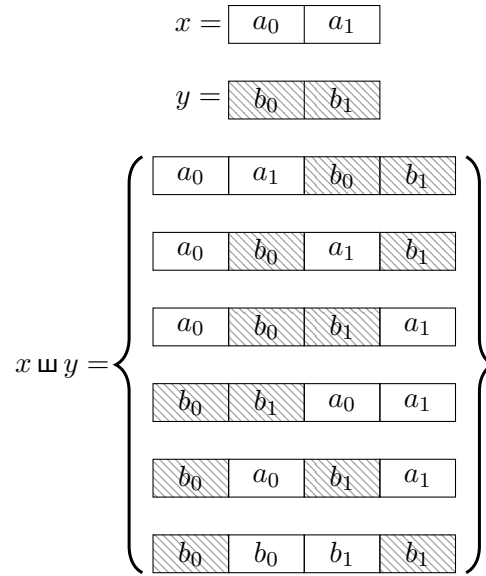 x = a₀ a₁
y = b₀ b₁
a₀ a₁ b₀ b₁
a₀ b₀ a₁ b₁
a₀ b₀ b₁ a₁
x ш y =
b₀ b₁ a₀ a₁
b₀ a₀ b₁ a₁
b₀ b₀ b₁ b₁